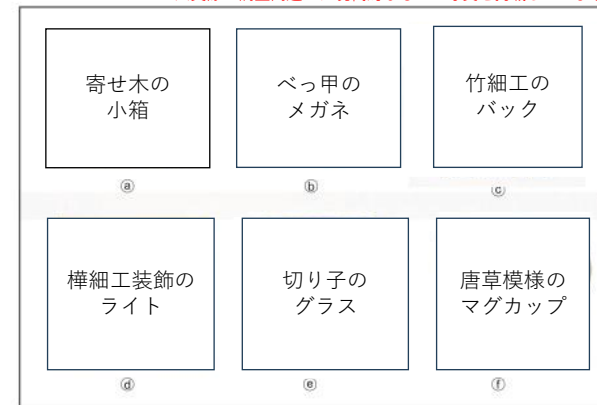 寄せ木の
小箱
べっ甲の
メガネ
竹細工の
バック
ⓐ
ⓑ
ⓒ
樺細工装飾の
ライト
切り子の
グラス
唐草模様の
マグカップ
ⓓ
ⓔ
ⓕ